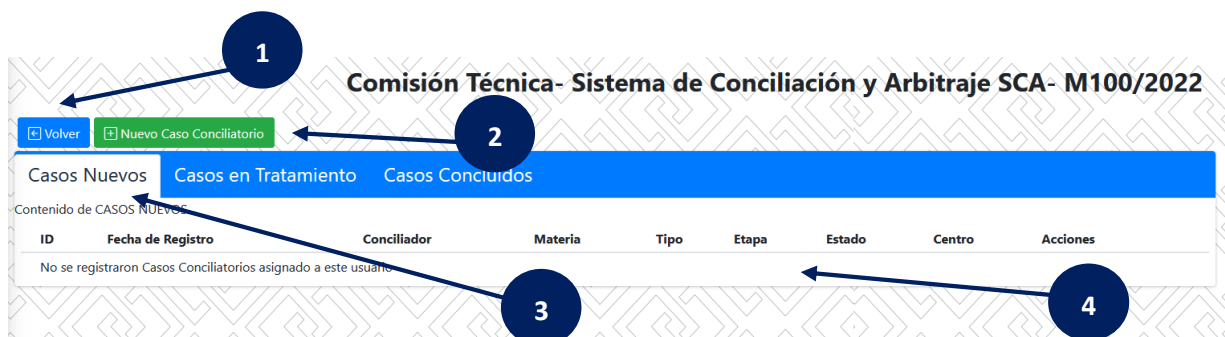 1
Comisión Técnica- Sistema de Conciliación y Arbitraje SCA- M100/2022
Volver Nuevo Caso Conciliatorio 2
Casos Nuevos Casos en Tratamiento Casos Concluidos
Contenido de CASOS NUEVOS
ID Fecha de Registro Conciliador Materia Tipo Etapa Estado Centro Acciones
No se registraron Casos Conciliatorios asignado a este usuario
3 4